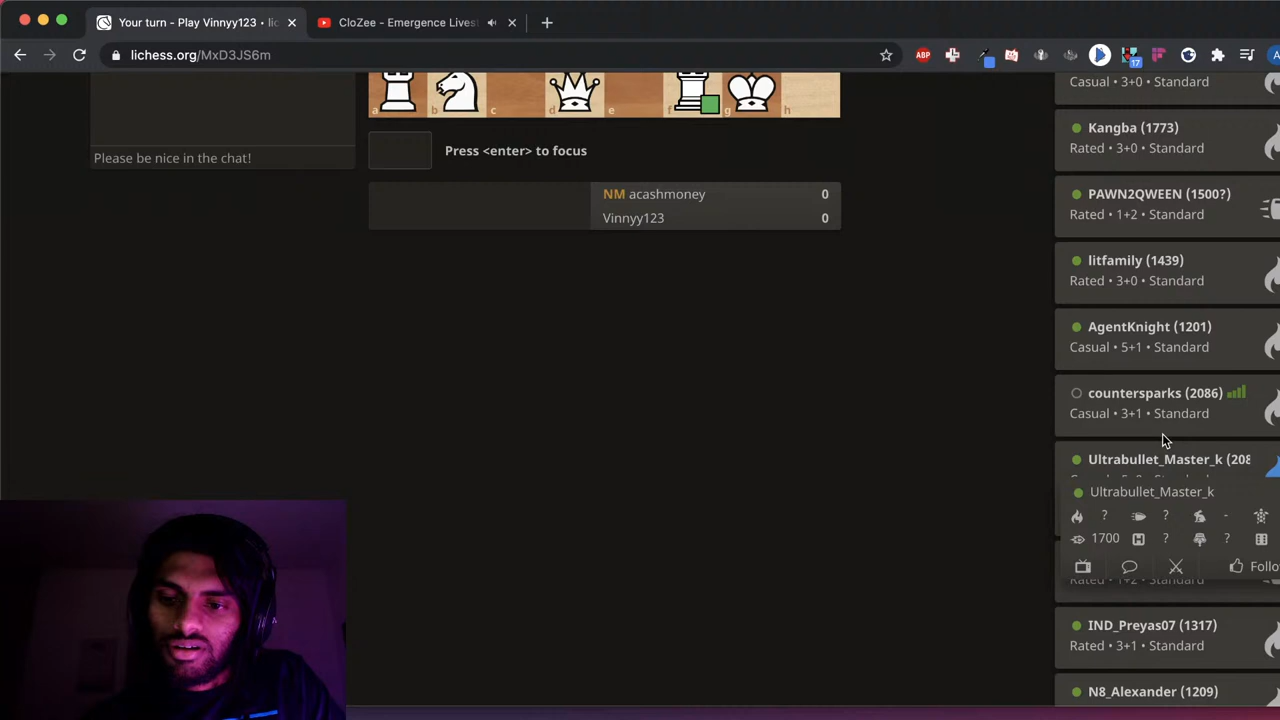 Your turn - Play Vinnyy123 • lic
CloZee - Emergence Livest
lichess.org/MxD3JS6m
ABP
17
A
a b c d e f g h
Please be nice in the chat!
Press <enter> to focus
NM acashmoney 0
Vinnyy123 0
Casual • 3+0 • Standard
Kangba (1773)
Rated • 3+0 • Standard
PAWN2QWEEN (1500?)
Rated • 1+2 • Standard
litfamily (1439)
Rated • 3+0 • Standard
AgentKnight (1201)
Casual • 5+1 • Standard
countersparks (2086)
Casual • 3+1 • Standard
Ultrabullet_Master_k (208
Ultrabullet_Master_k
? ? -
1700 ? ?
Follo
Rated • 1+2 • Standard
IND_Preyas07 (1317)
Rated • 3+1 • Standard
N8_Alexander (1209)